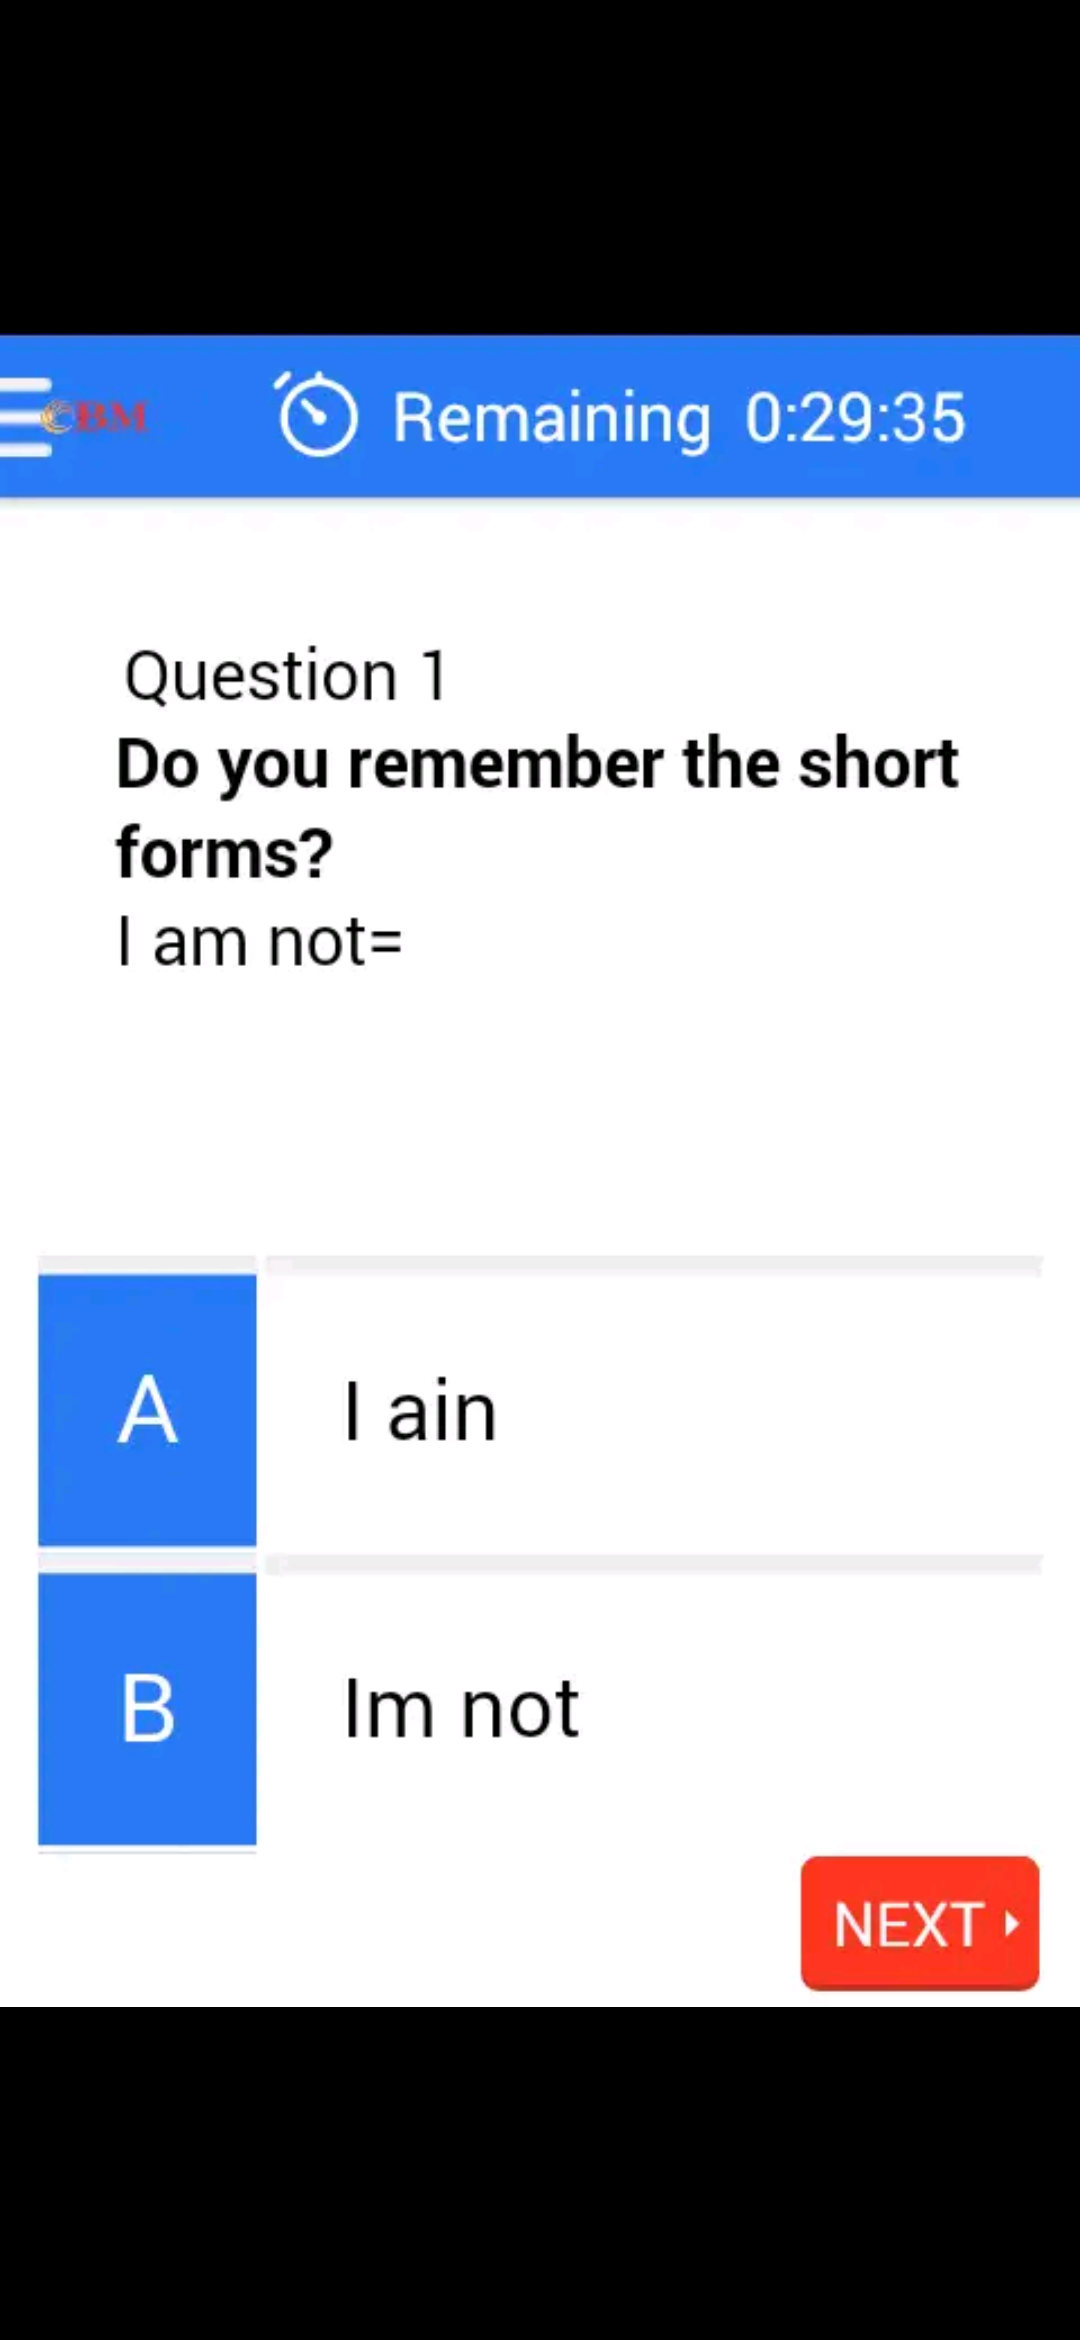 CBM
Remaining 0:29:35
Question 1
Do you remember the short
forms?
I am not=
A
I ain
B
Im not
NEXT